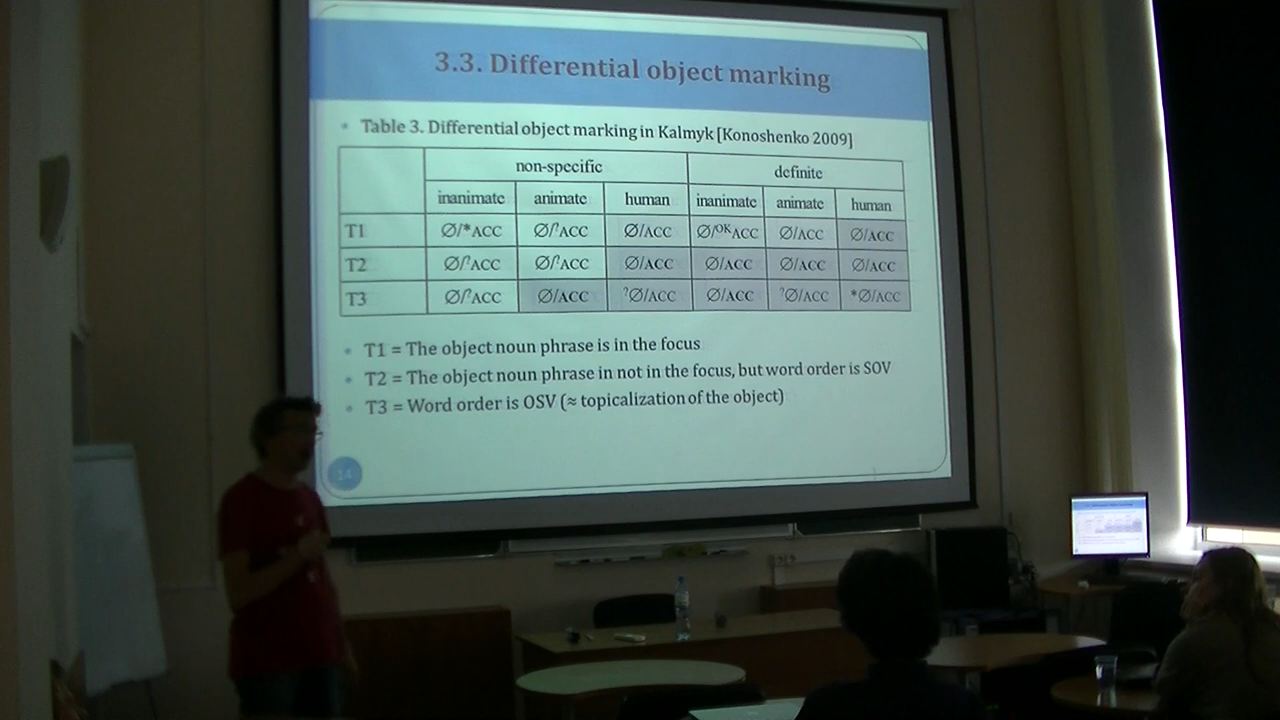 3.3. Differential object marking
• Table 3. Differential object marking in Kalmyk [Konoshenko 2009]
non-specific definite
inanimate animate human inanimate animate human
T1 Ø/*ACC Ø/?ACC Ø/ACC Ø/OKACC Ø/ACC Ø/ACC
T2 Ø/?ACC Ø/?ACC Ø/ACC Ø/ACC Ø/ACC Ø/ACC
T3 Ø/?ACC Ø/ACC ?Ø/ACC Ø/ACC ?Ø/ACC *Ø/ACC
• T1 = The object noun phrase is in the focus
• T2 = The object noun phrase in not in the focus, but word order is SOV
• T3 = Word order is OSV (≈ topicalization of the object)
14